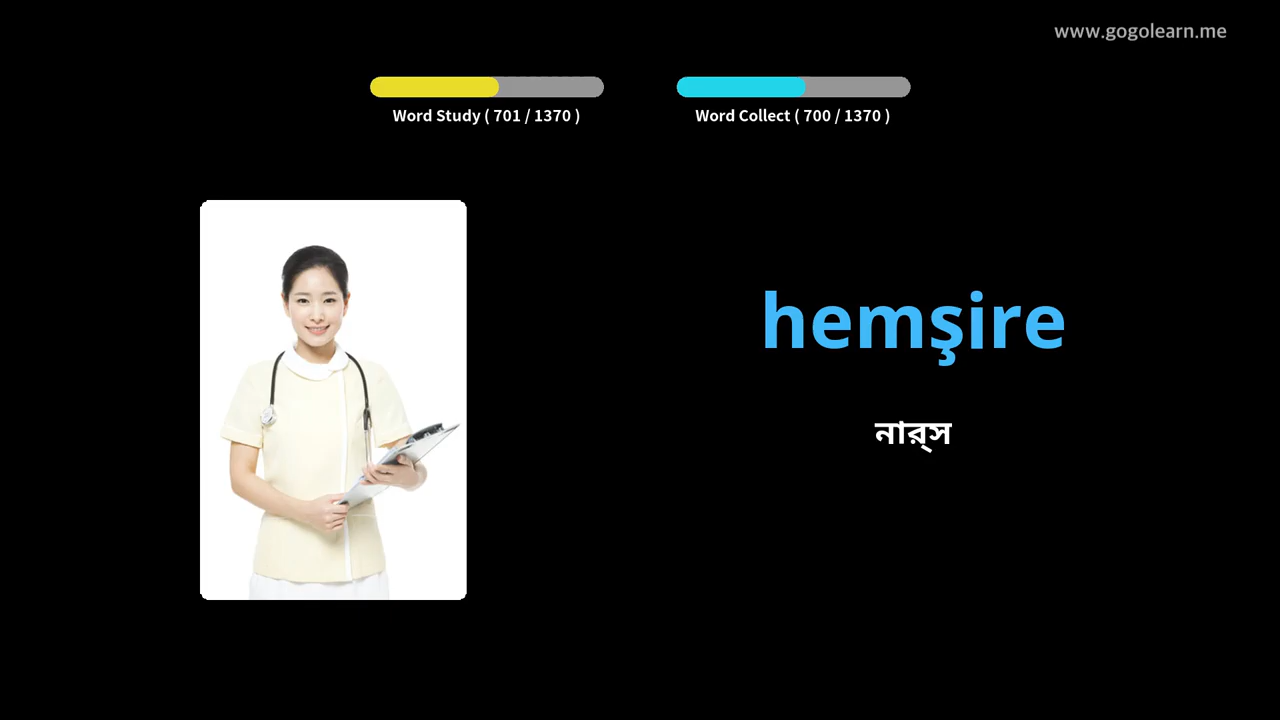 www.gogolearn.me
Word Study ( 701 / 1370 )
Word Collect ( 700 / 1370 )
hemşire
নার্স